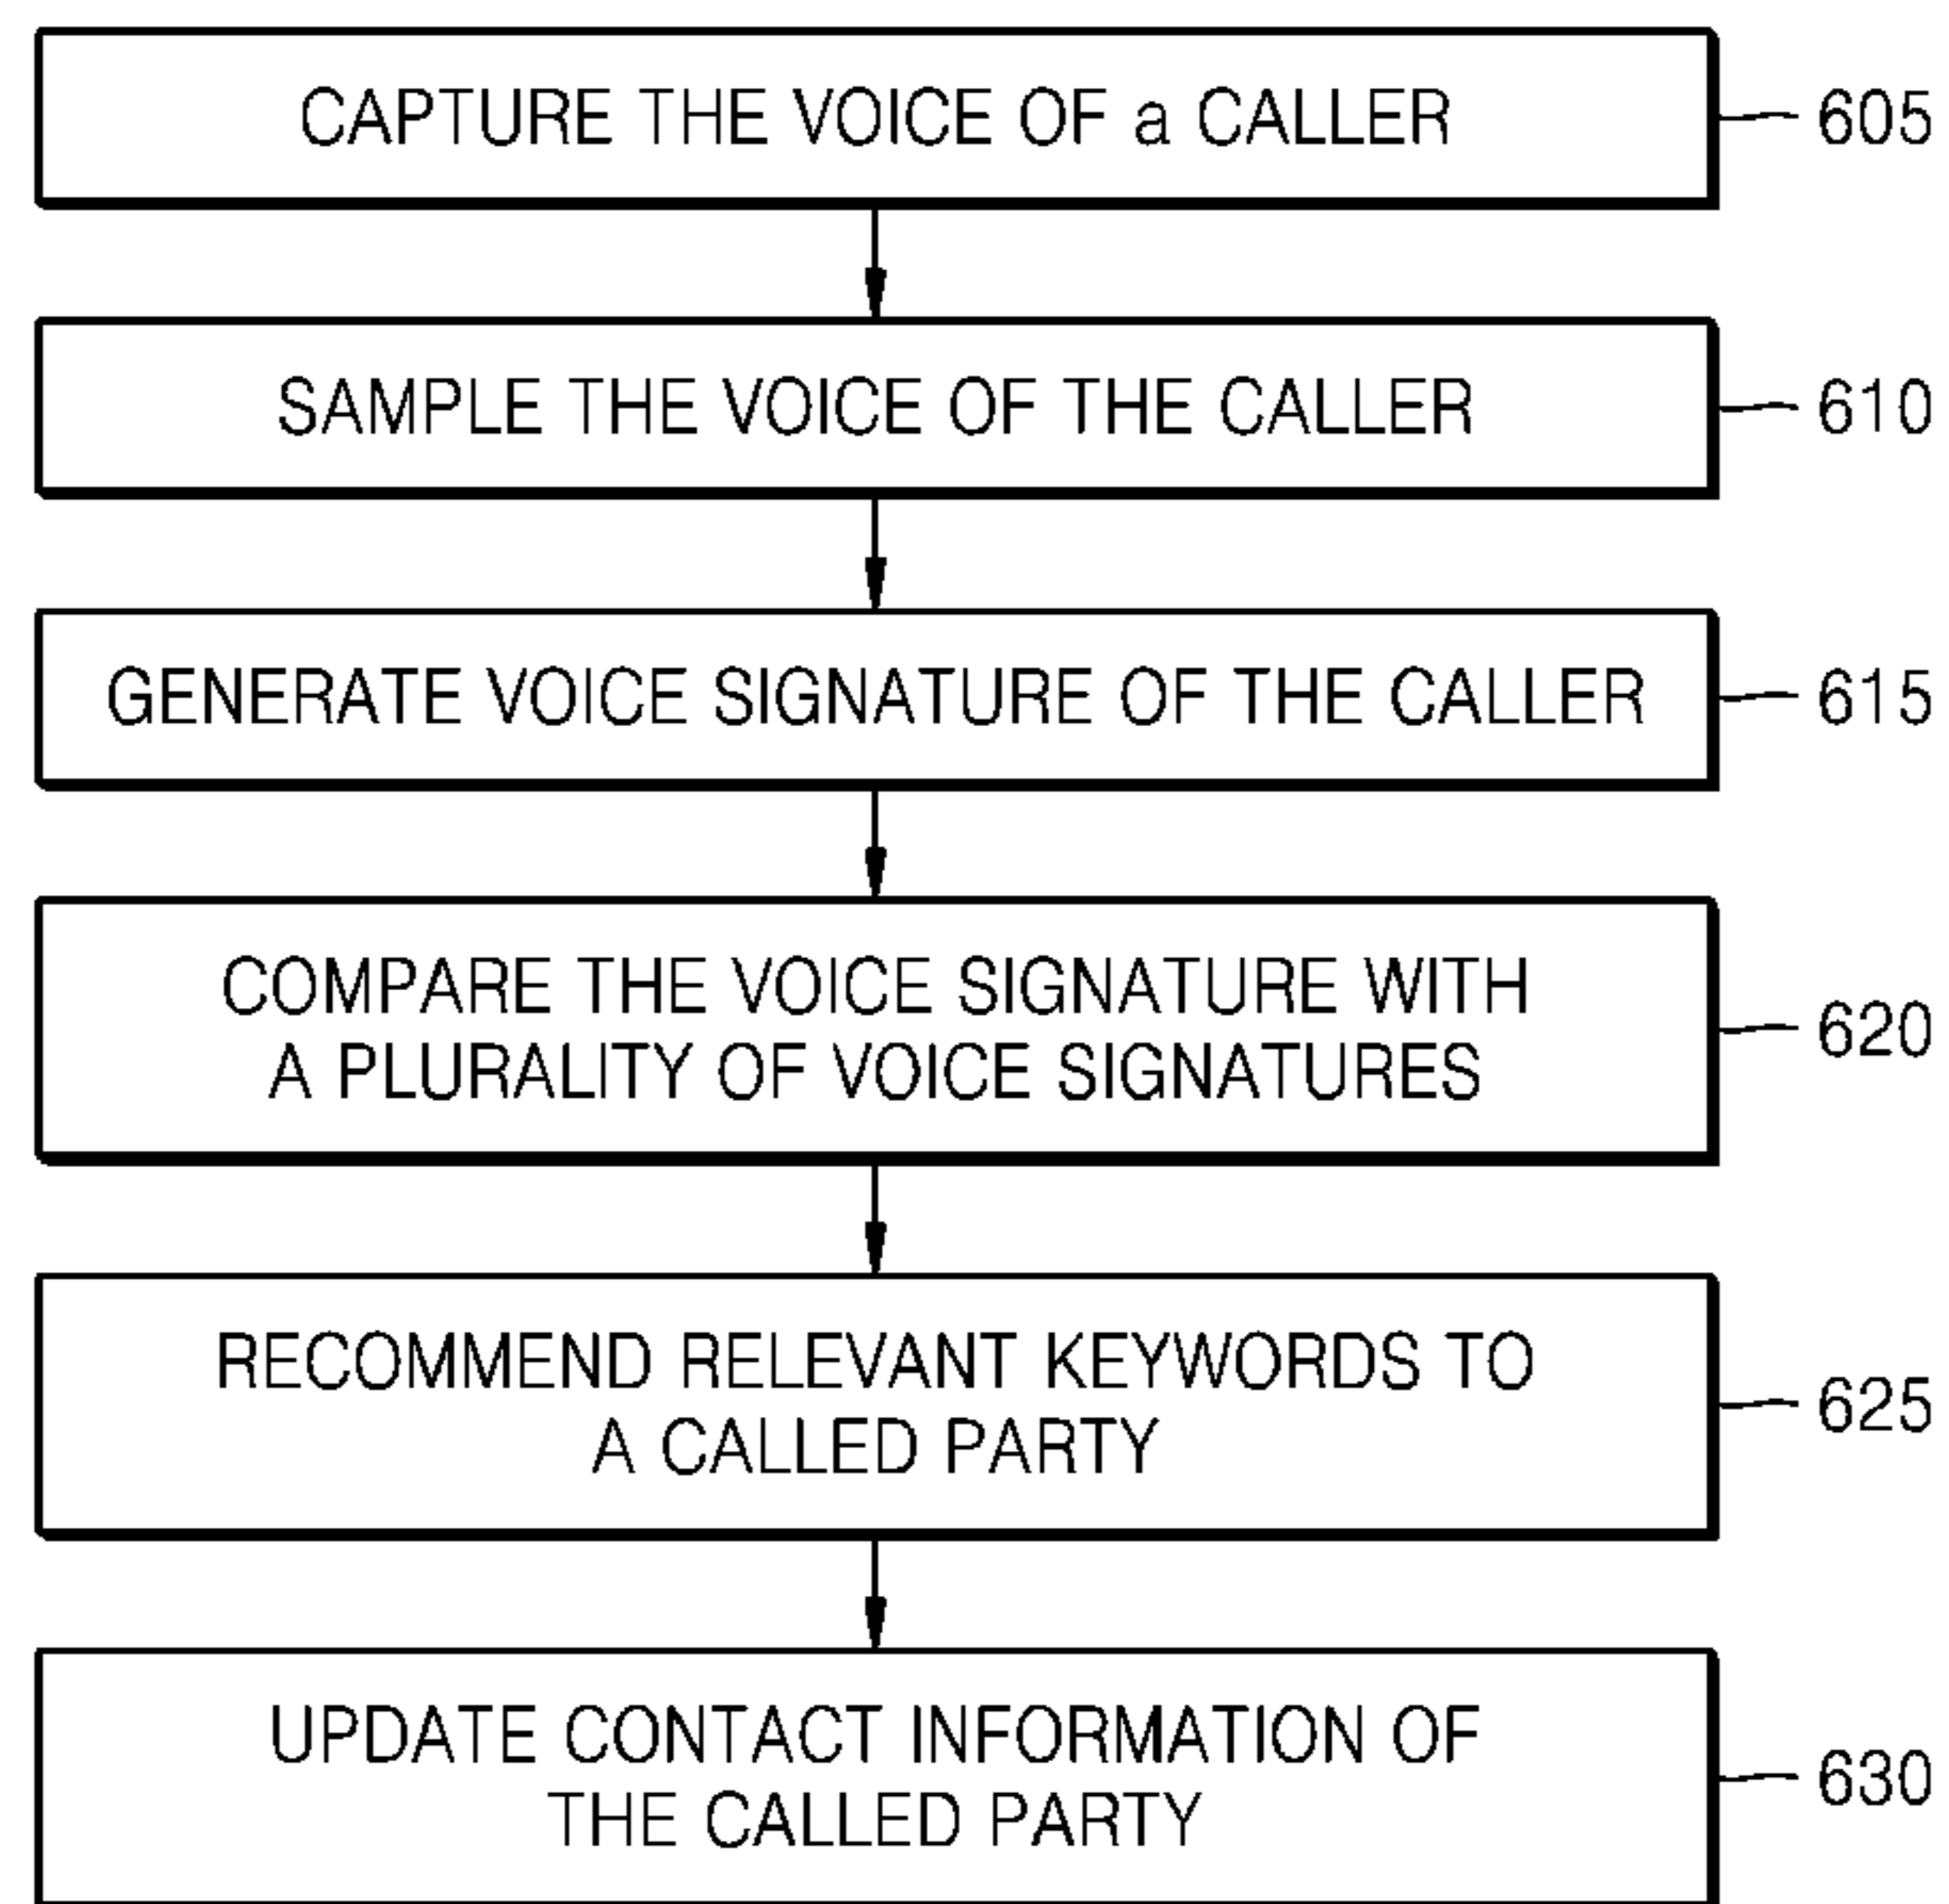 CAPTURE THE VOICE OF a CALLER
605
SAMPLE THE VOICE OF THE CALLER
610
GENERATE VOICE SIGNATURE OF THE CALLER
615
COMPARE THE VOICE SIGNATURE WITH
A PLURALITY OF VOICE SIGNATURES
620
RECOMMEND RELEVANT KEYWORDS TO
A CALLED PARTY
625
UPDATE CONTACT INFORMATION OF
THE CALLED PARTY
630